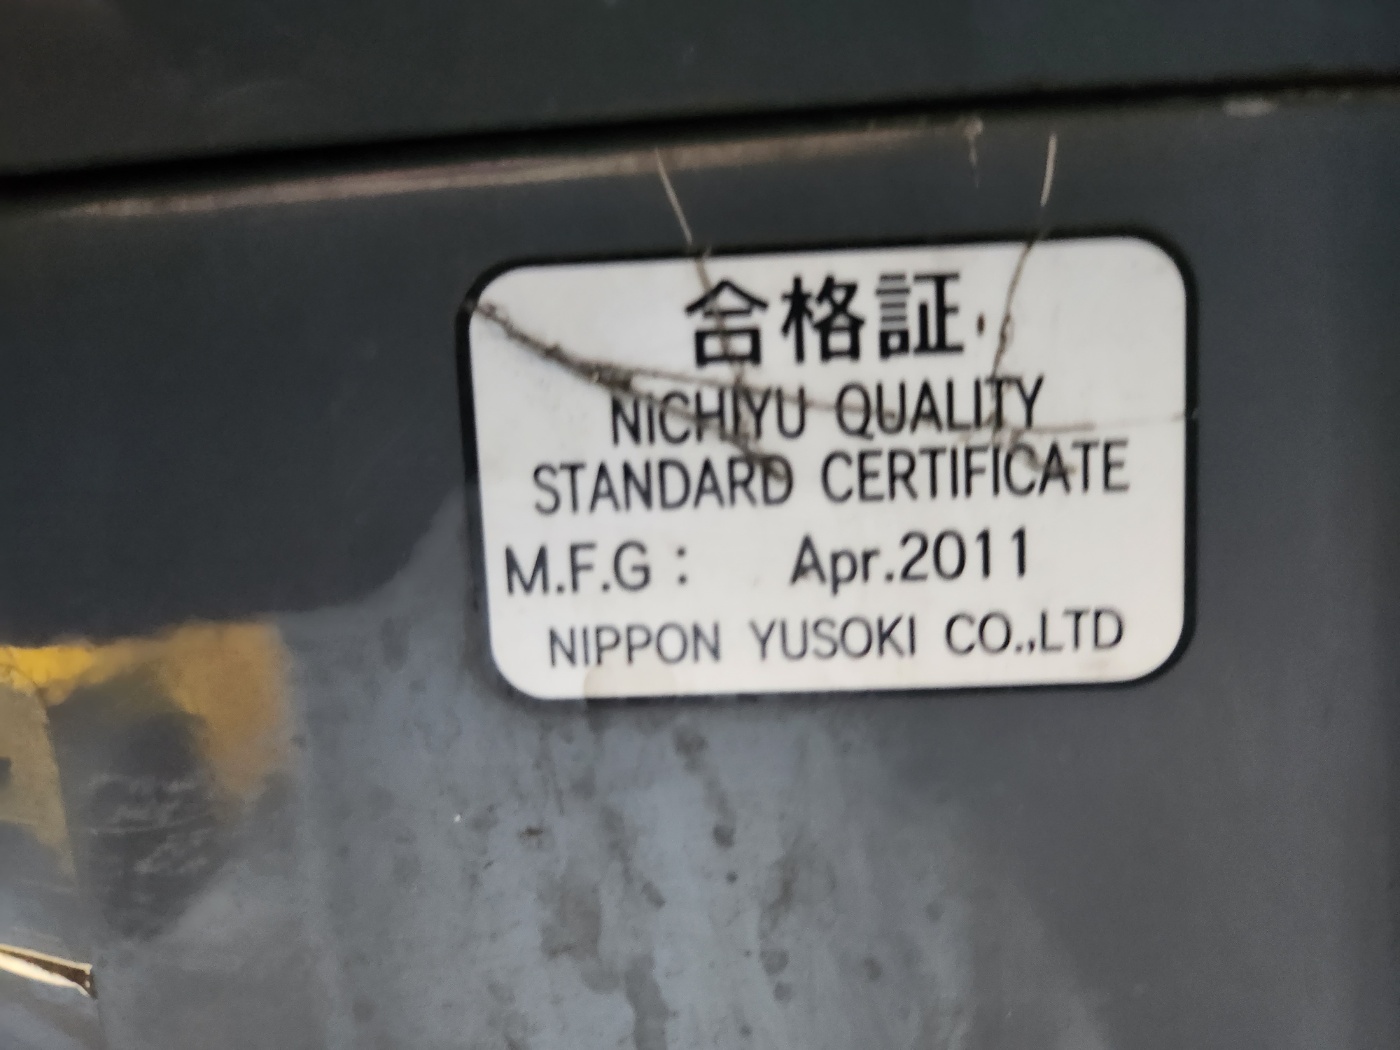 合格証
NICHIYU QUALITY
STANDARD CERTIFICATE
M.F.G : Apr.2011
NIPPON YUSOKI CO.,LTD